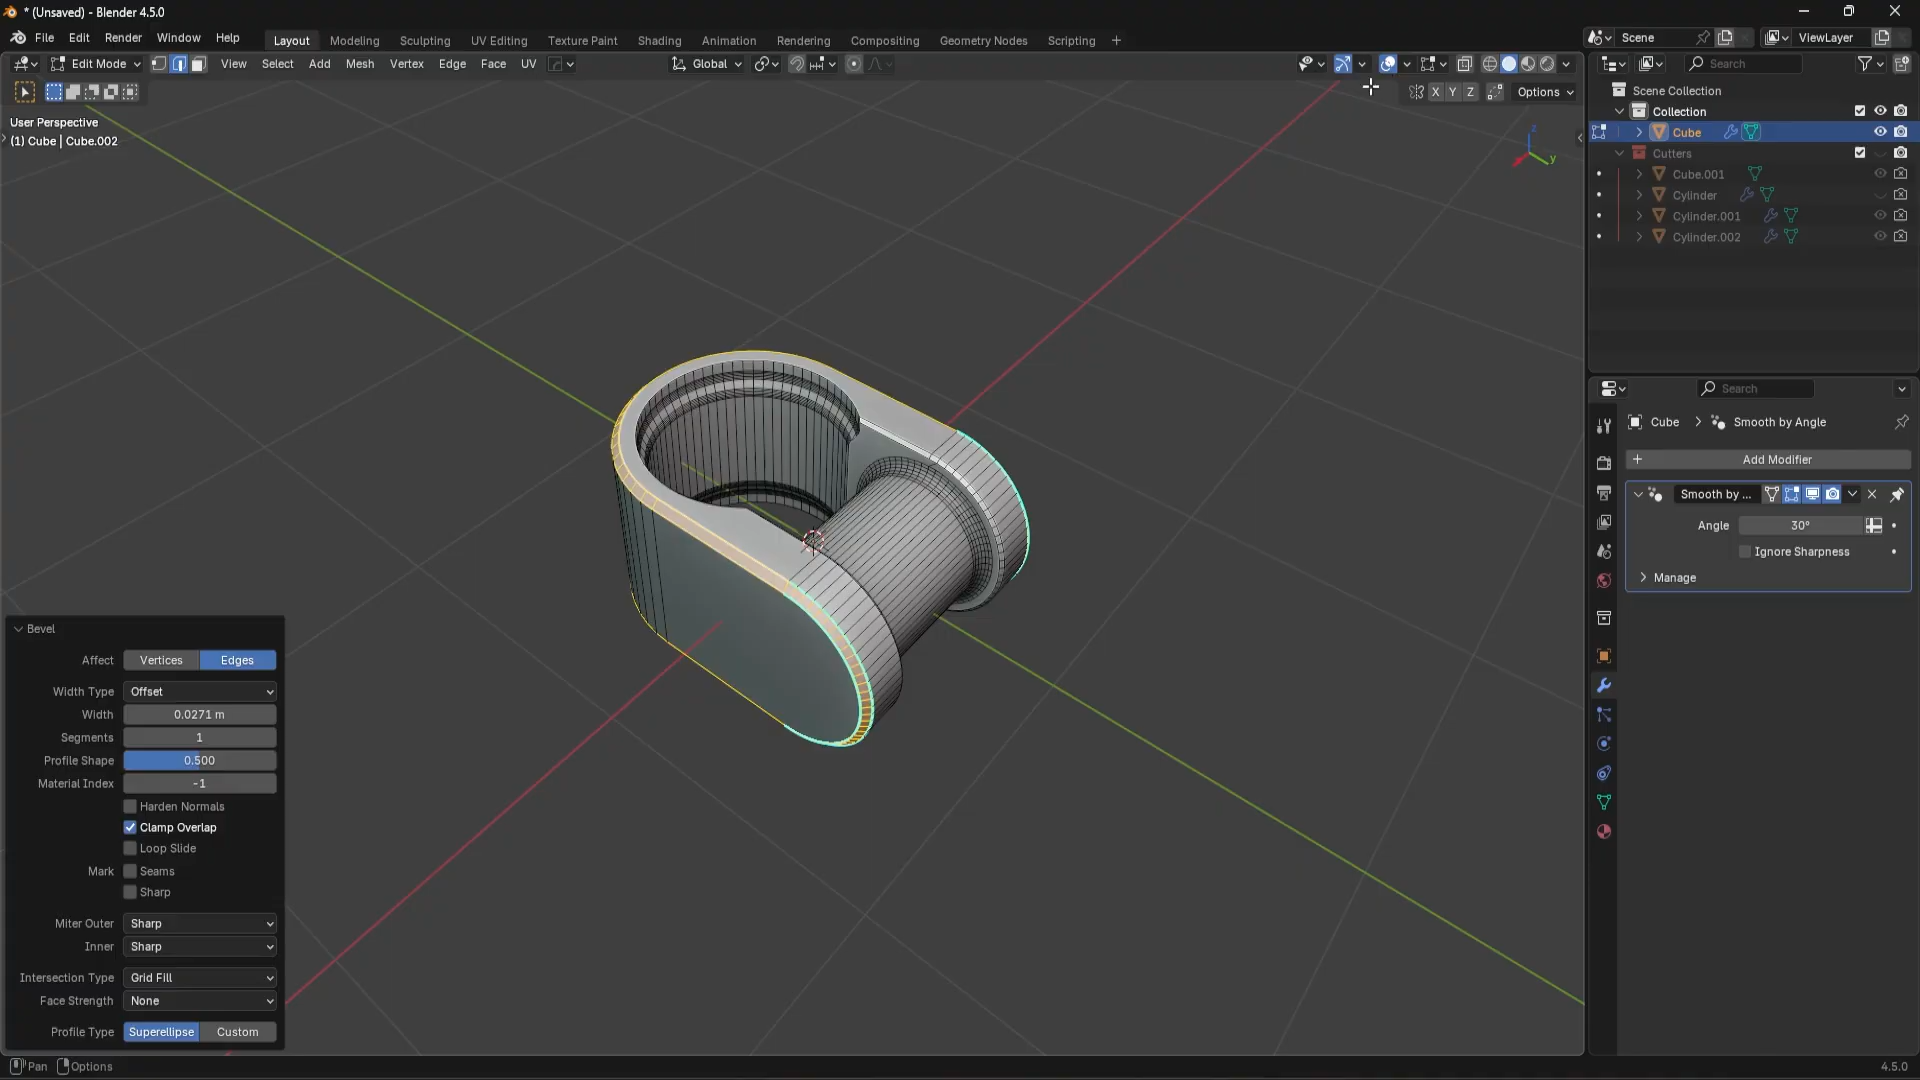 * (Unsaved) - Blender 4.5.0
File Edit Render Window Help Layout Modeling Sculpting UV Editing Texture Paint Shading Animation Rendering Compositing Geometry Nodes Scripting + Scene ViewLayer
Edit Mode View Select Add Mesh Vertex Edge Face UV Global Search
X Y Z Options
User Perspective
(1) Cube | Cube.002
z
y
Scene Collection
Collection
Cube
Cutters
Cube.001
Cylinder
Cylinder.001
Cylinder.002
Search
Cube > Smooth by Angle
+ Add Modifier
Smooth by ...
Angle 30°
Ignore Sharpness
Manage
Bevel
Affect Vertices Edges
Width Type Offset
Width 0.0271 m
Segments 1
Profile Shape 0.500
Material Index -1
Harden Normals
Clamp Overlap
Loop Slide
Mark Seams
Sharp
Miter Outer Sharp
Inner Sharp
Intersection Type Grid Fill
Face Strength None
Profile Type Superellipse Custom
Pan Options
4.5.0